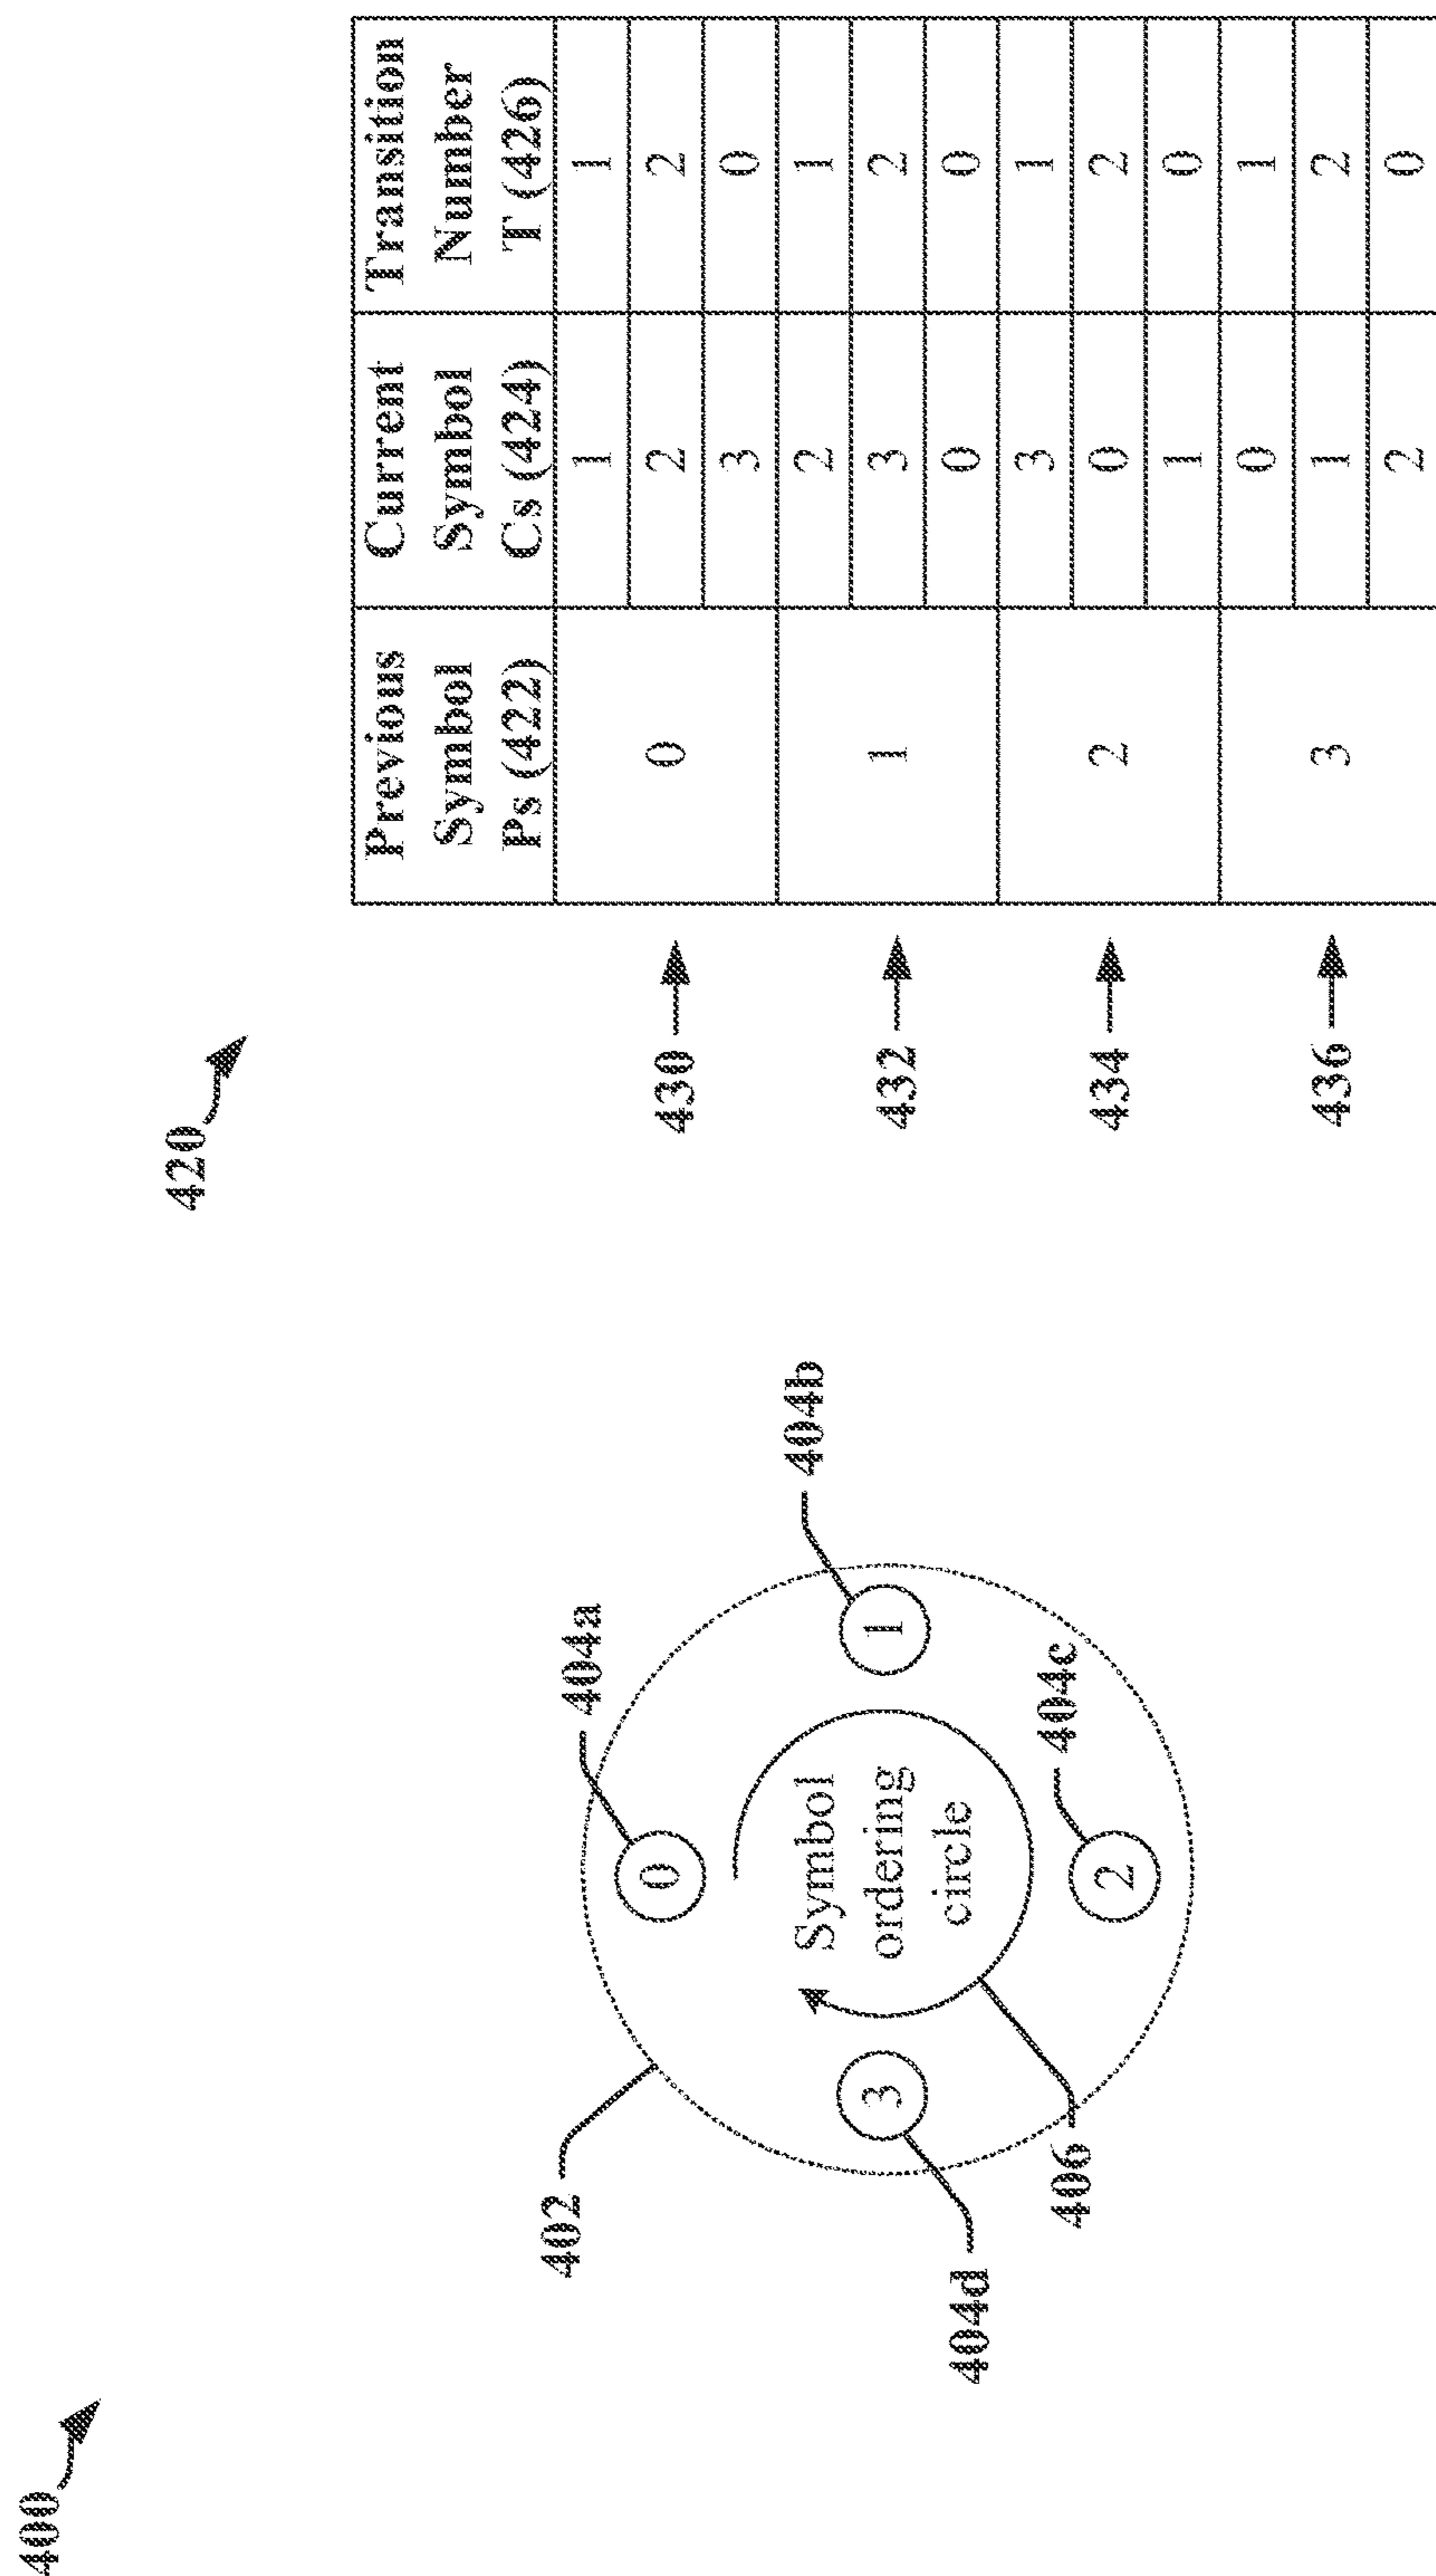 400
402
404a
0
404b
1
404c
2
404d
3
406
Symbol
ordering
circle
420
Previous
Symbol
Ps (422)
Current
Symbol
Cs (424)
Transition
Number
T (426)
430
0
1 1
2 2
3 0
432
1
2 1
3 2
0 0
434
2
3 1
0 2
1 0
436
3
0 1
1 2
2 0